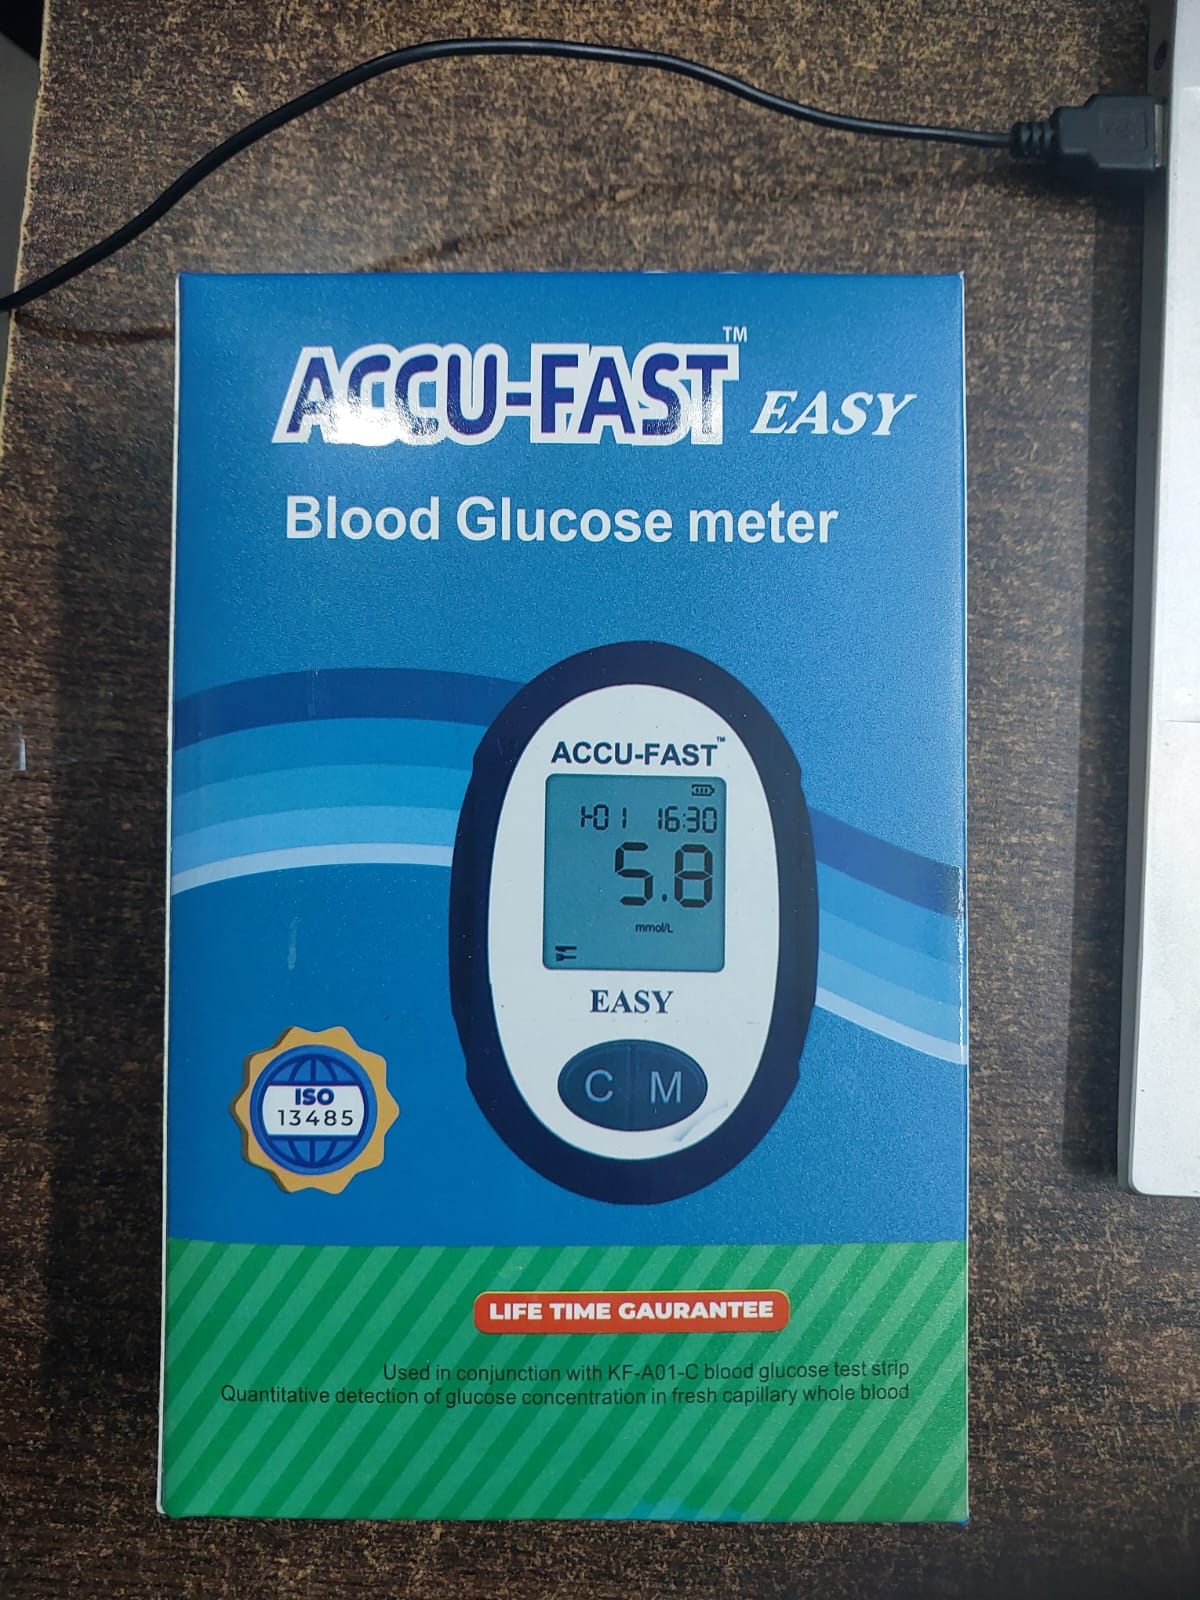 ACCU-FAST™ EASY
Blood Glucose meter
ACCU-FAST™
1-01 16:30
5.8
mmol/L
EASY
C M
ISO
13485
LIFE TIME GAURANTEE
Used in conjunction with KF-A01-C blood glucose test strip
Quantitative detection of glucose concentration in fresh capillary whole blood